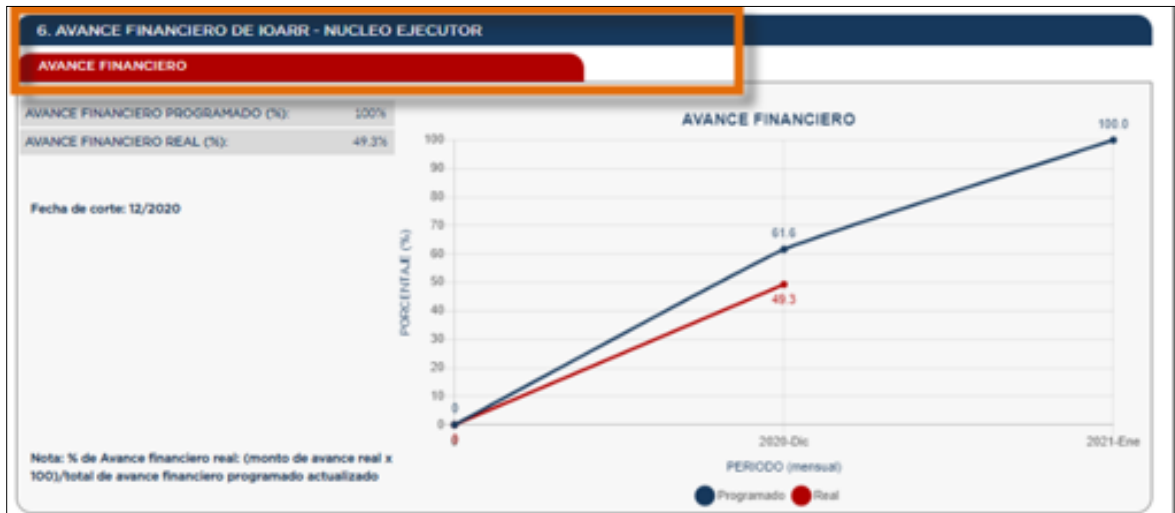 6. AVANCE FINANCIERO DE IOARR - NUCLEO EJECUTOR
AVANCE FINANCIERO
AVANCE FINANCIERO PROGRAMADO (%): 100%
AVANCE FINANCIERO REAL (%): 49.3%
Fecha de corte: 12/2020
Nota: % de Avance financiero real: (monto de avance real x
100)/total de avance financiero programado actualizado
AVANCE FINANCIERO
PORCENTAJE (%)
100
90
80
70
60
50
40
30
20
10
0
0
0
61.6
49.3
100.0
2020-Dic
2021-Ene
PERIODO (mensual)
Programado Real